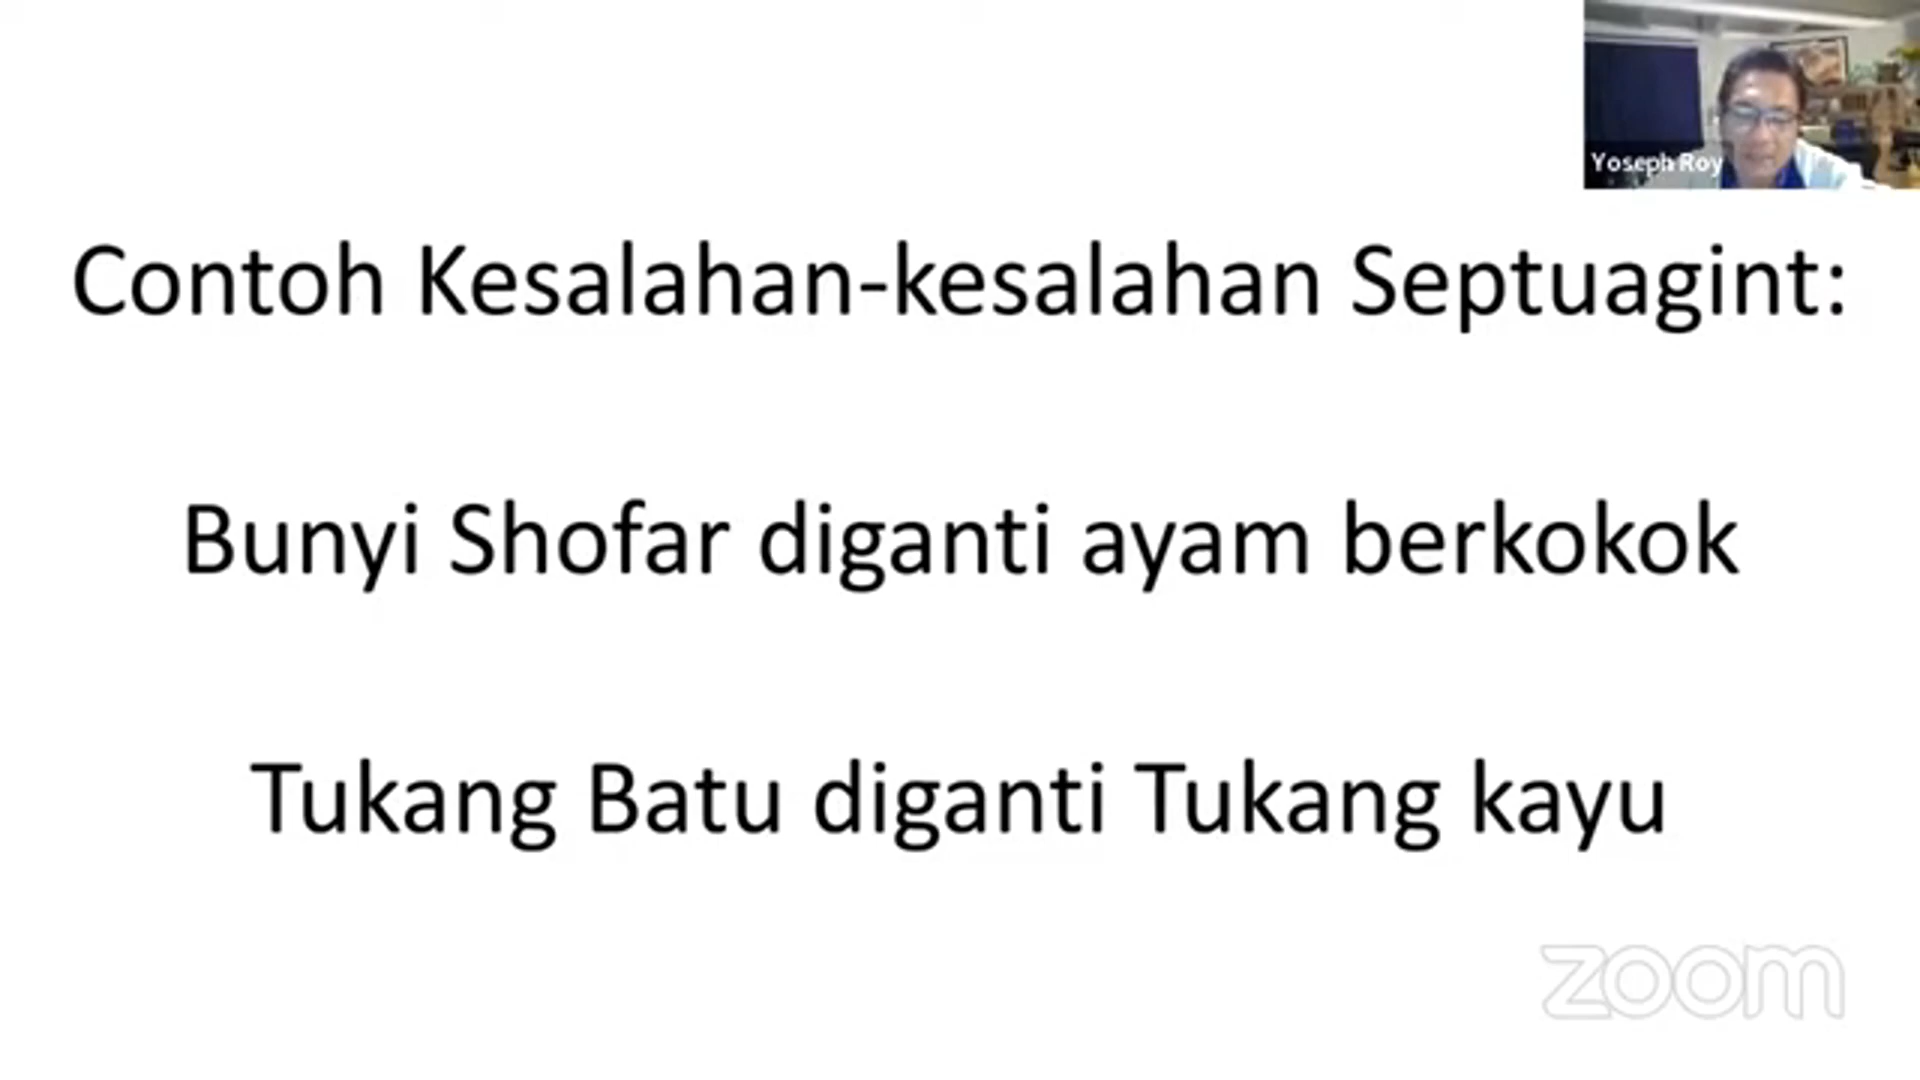 Yoseph Roy
Contoh Kesalahan-kesalahan Septuagint:
Bunyi Shofar diganti ayam berkokok
Tukang Batu diganti Tukang kayu
zoom